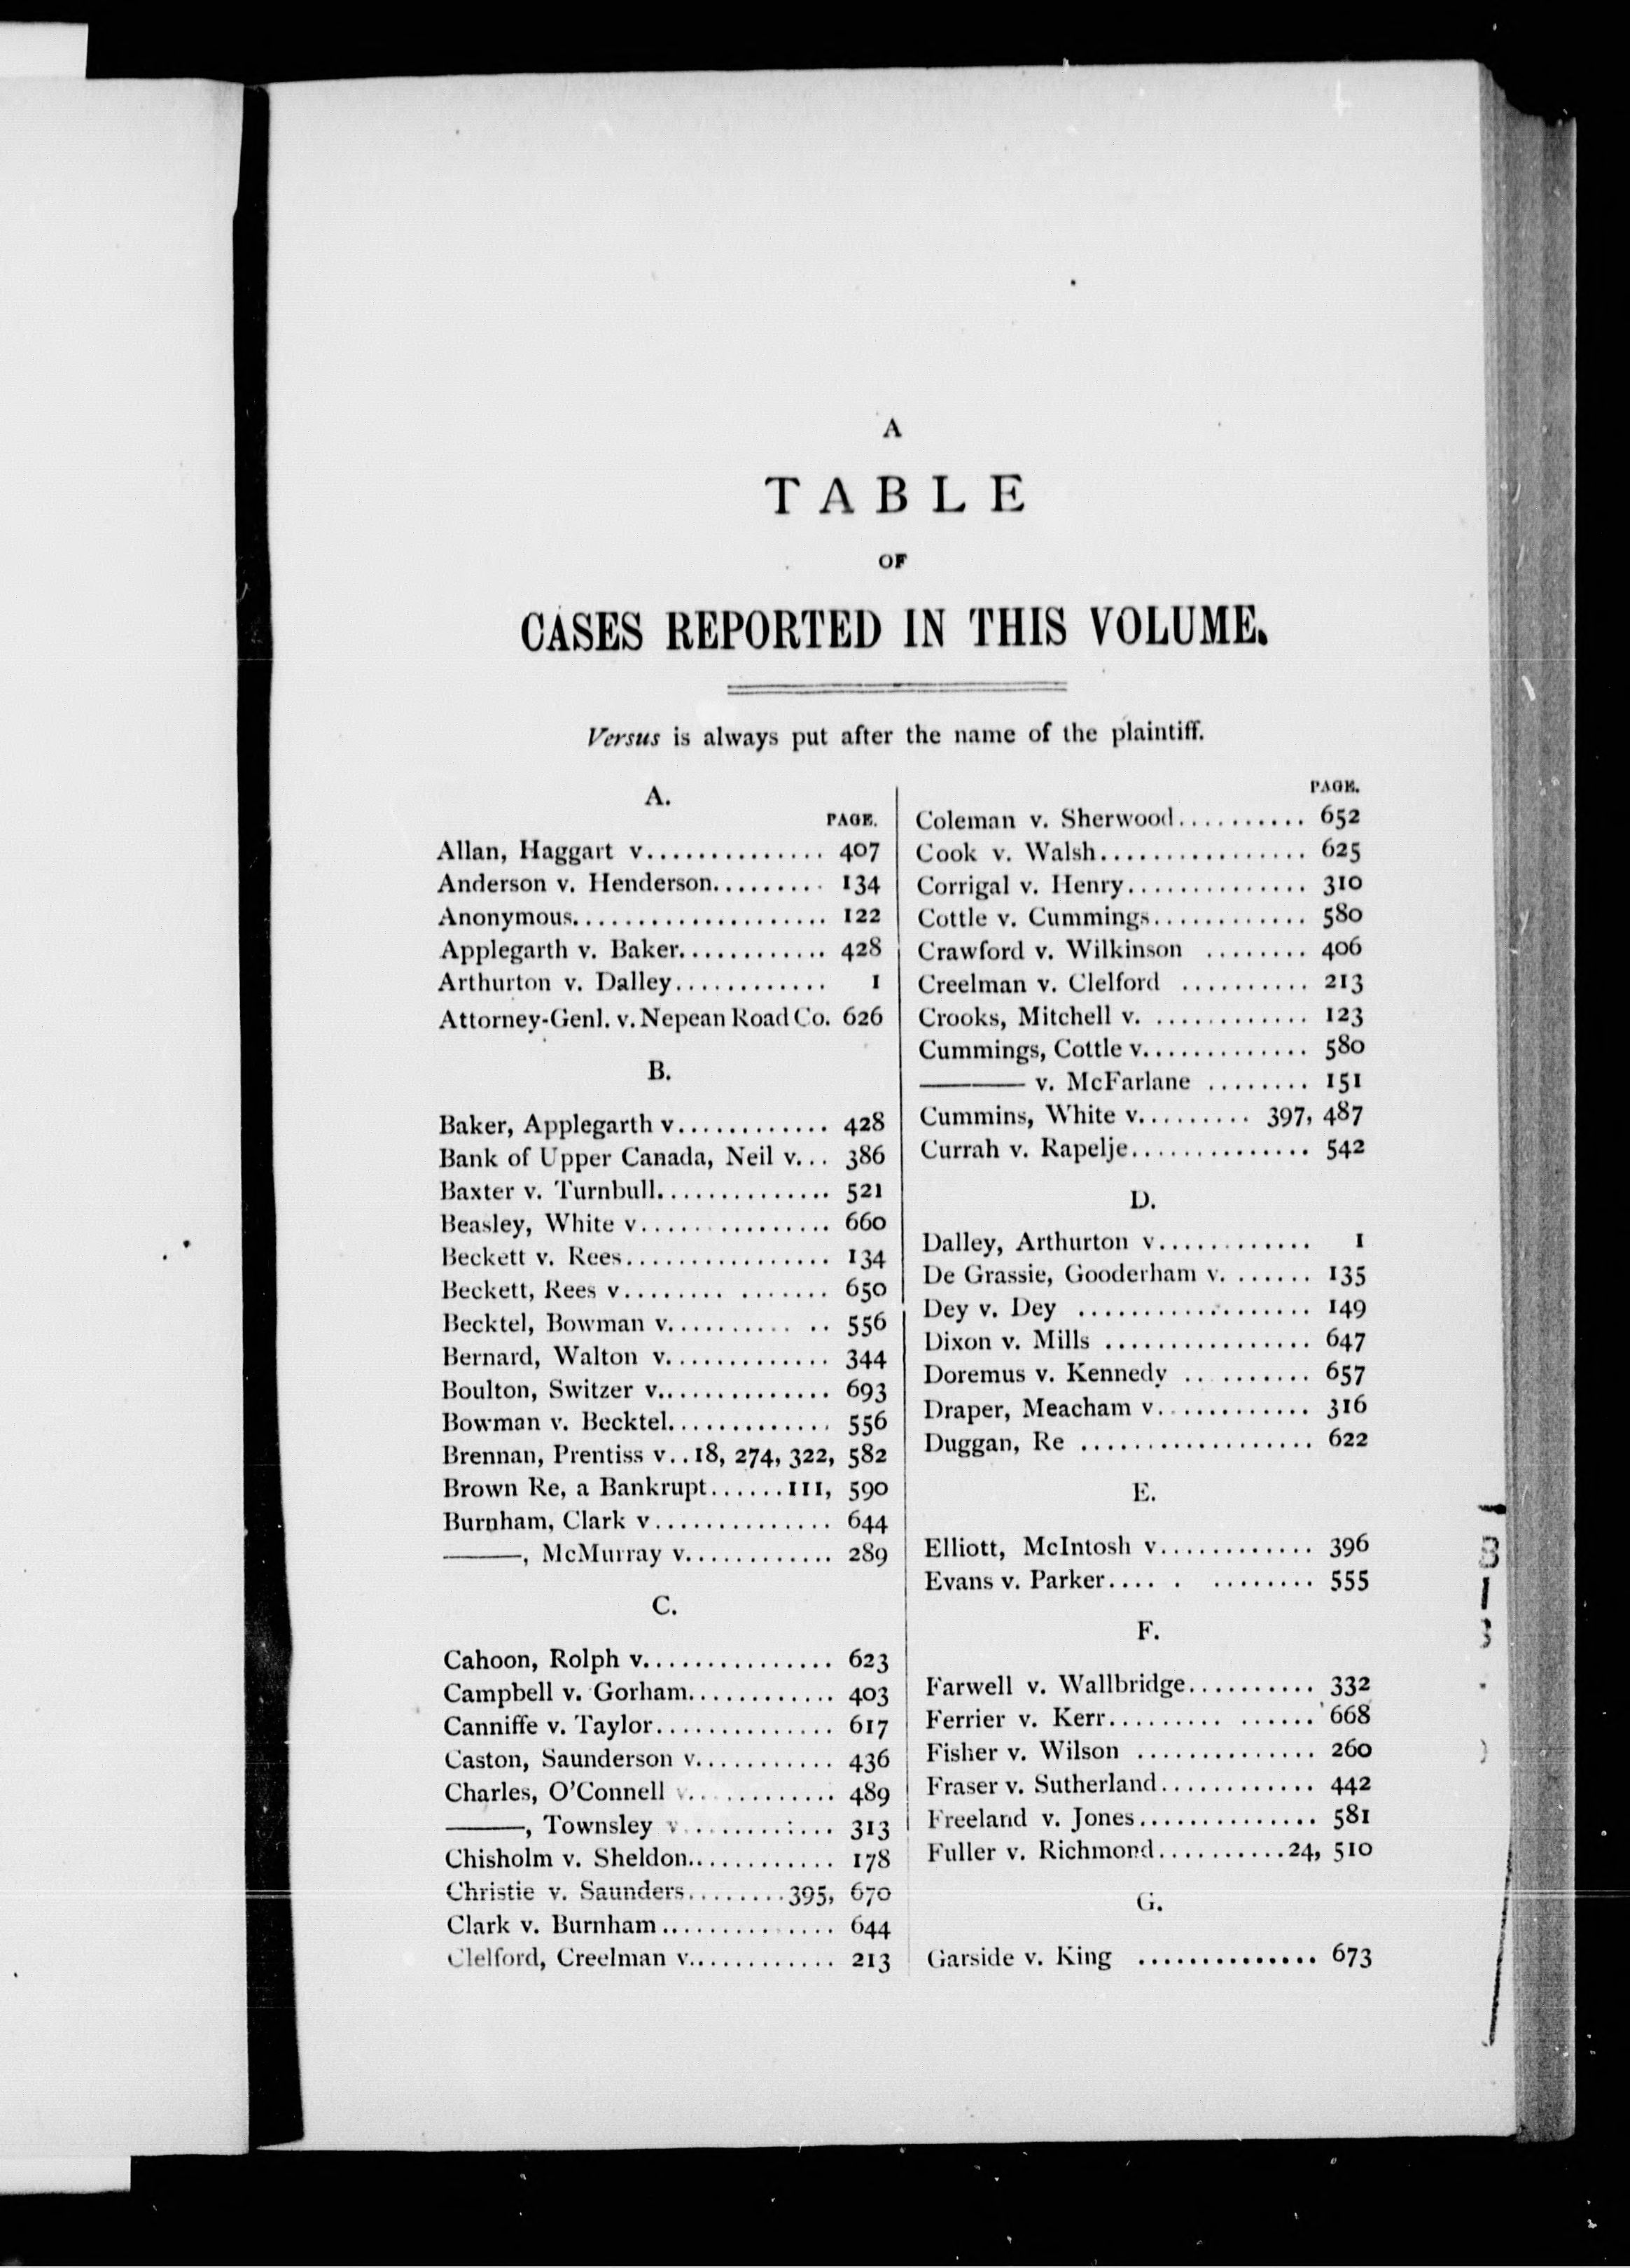 A
TABLE
OF
CASES REPORTED IN THIS VOLUME.
Versus is always put after the name of the plaintiff.
A.
PAGE.
Allan, Haggart v.............. 407
Anderson v. Henderson......... 134
Anonymous.................... 122
Applegarth v. Baker............ 428
Arthurton v. Dalley............ 1
Attorney-Genl. v. Nepean Road Co. 626
B.
Baker, Applegarth v............ 428
Bank of Upper Canada, Neil v... 386
Baxter v. Turnbull.............. 521
Beasley, White v............... 660
Beckett v. Rees................ 134
Beckett, Rees v........ ....... 650
Becktel, Bowman v.......... .. 556
Bernard, Walton v............. 344
Boulton, Switzer v.............. 693
Bowman v. Becktel............. 556
Brennan, Prentiss v..18, 274, 322, 582
Brown Re, a Bankrupt......111, 590
Burnham, Clark v.............. 644
———, McMurray v............ 289
C.
Cahoon, Rolph v............... 623
Campbell v. Gorham............ 403
Canniffe v. Taylor.............. 617
Caston, Saunderson v........... 436
Charles, O'Connell v............ 489
———, Townsley v............ 313
Chisholm v. Sheldon............ 178
Christie v. Saunders........395, 670
Clark v. Burnham.............. 644
Clelford, Creelman v............ 213
PAGE.
Coleman v. Sherwood.......... 652
Cook v. Walsh................ 625
Corrigal v. Henry.............. 310
Cottle v. Cummings............ 580
Crawford v. Wilkinson ........ 406
Creelman v. Clelford .......... 213
Crooks, Mitchell v. ............ 123
Cummings, Cottle v............. 580
———— v. McFarlane ........ 151
Cummins, White v......... 397, 487
Currah v. Rapelje.............. 542
D.
Dalley, Arthurton v............ 1
De Grassie, Gooderham v. ...... 135
Dey v. Dey .................. 149
Dixon v. Mills ................ 647
Doremus v. Kennedy .......... 657
Draper, Meacham v............ 316
Duggan, Re .................. 622
E.
Elliott, McIntosh v............ 396
Evans v. Parker.... . ........ 555
F.
Farwell v. Wallbridge.......... 332
Ferrier v. Kerr......... ...... 668
Fisher v. Wilson .............. 260
Fraser v. Sutherland............ 442
Freeland v. Jones.............. 581
Fuller v. Richmond..........24, 510
G.
Garside v. King .............. 673